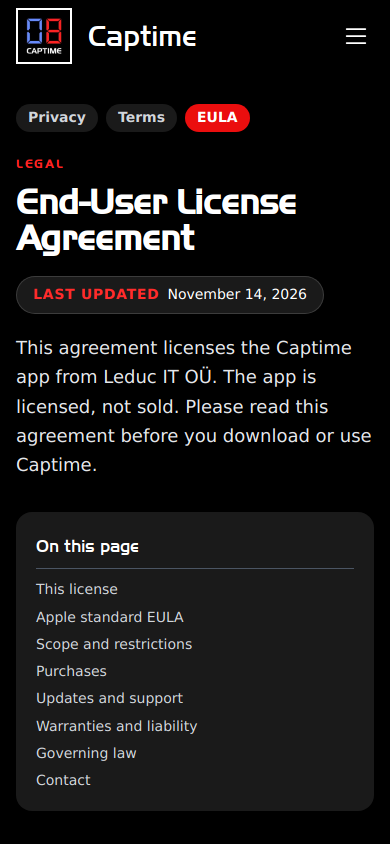 08
CAPTIME
Captime
Privacy
Terms
EULA
LEGAL
End-User License
Agreement
LAST UPDATED November 14, 2026
This agreement licenses the Captime
app from Leduc IT OÜ. The app is
licensed, not sold. Please read this
agreement before you download or use
Captime.
On this page
This license
Apple standard EULA
Scope and restrictions
Purchases
Updates and support
Warranties and liability
Governing law
Contact